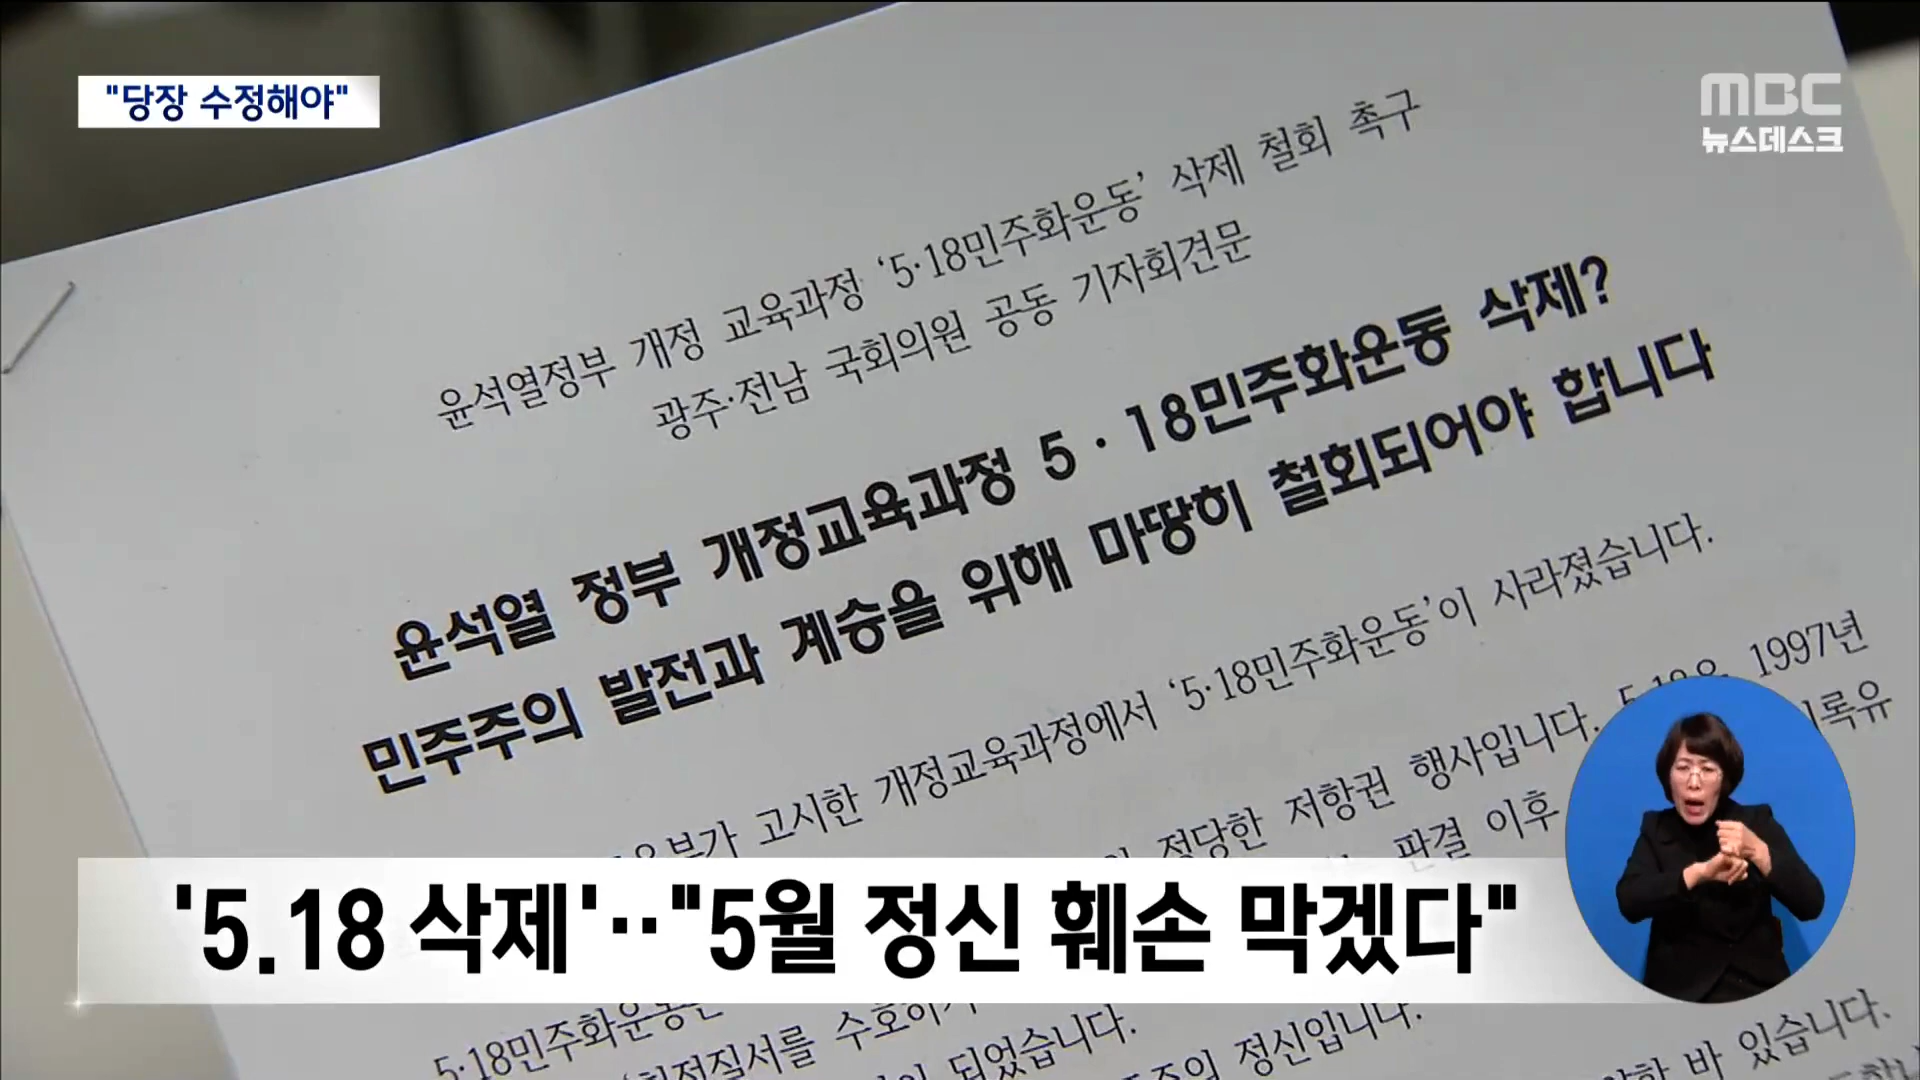 "당장 수정해야"
MBC
뉴스데스크
윤석열정부 개정 교육과정 ‘5·18민주화운동’ 삭제 철회 촉구
광주·전남 국회의원 공동 기자회견문
윤석열 정부 개정교육과정 5·18민주화운동 삭제?
민주주의 발전과 계승을 위해 마땅히 철회되어야 합니다
고시한 개정교육과정에서 ‘5·18민주화운동’이 사라졌습니다.
정당한 저항권 행사입니다. 1997년
판결 이후
'5.18 삭제'‥"5월 정신 훼손 막겠다"
5·18민주화운동은
수호하 되었습니다. 정신입니다. 바 있습니다.